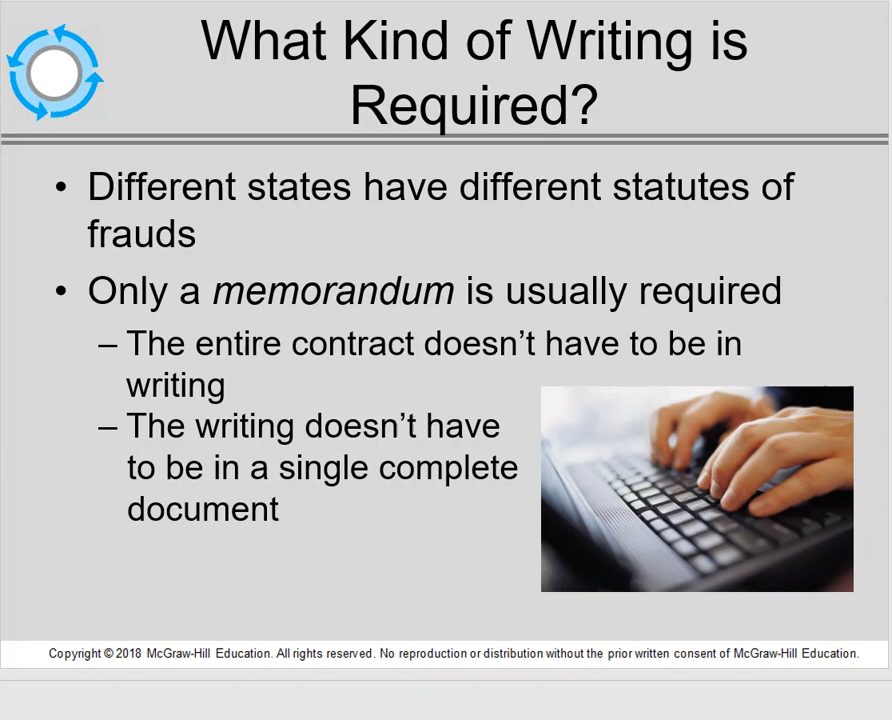 What Kind of Writing is
Required?
• Different states have different statutes of
frauds
• Only a memorandum is usually required
– The entire contract doesn’t have to be in
writing
– The writing doesn’t have
to be in a single complete
document
Copyright © 2018 McGraw-Hill Education. All rights reserved. No reproduction or distribution without the prior written consent of McGraw-Hill Education.